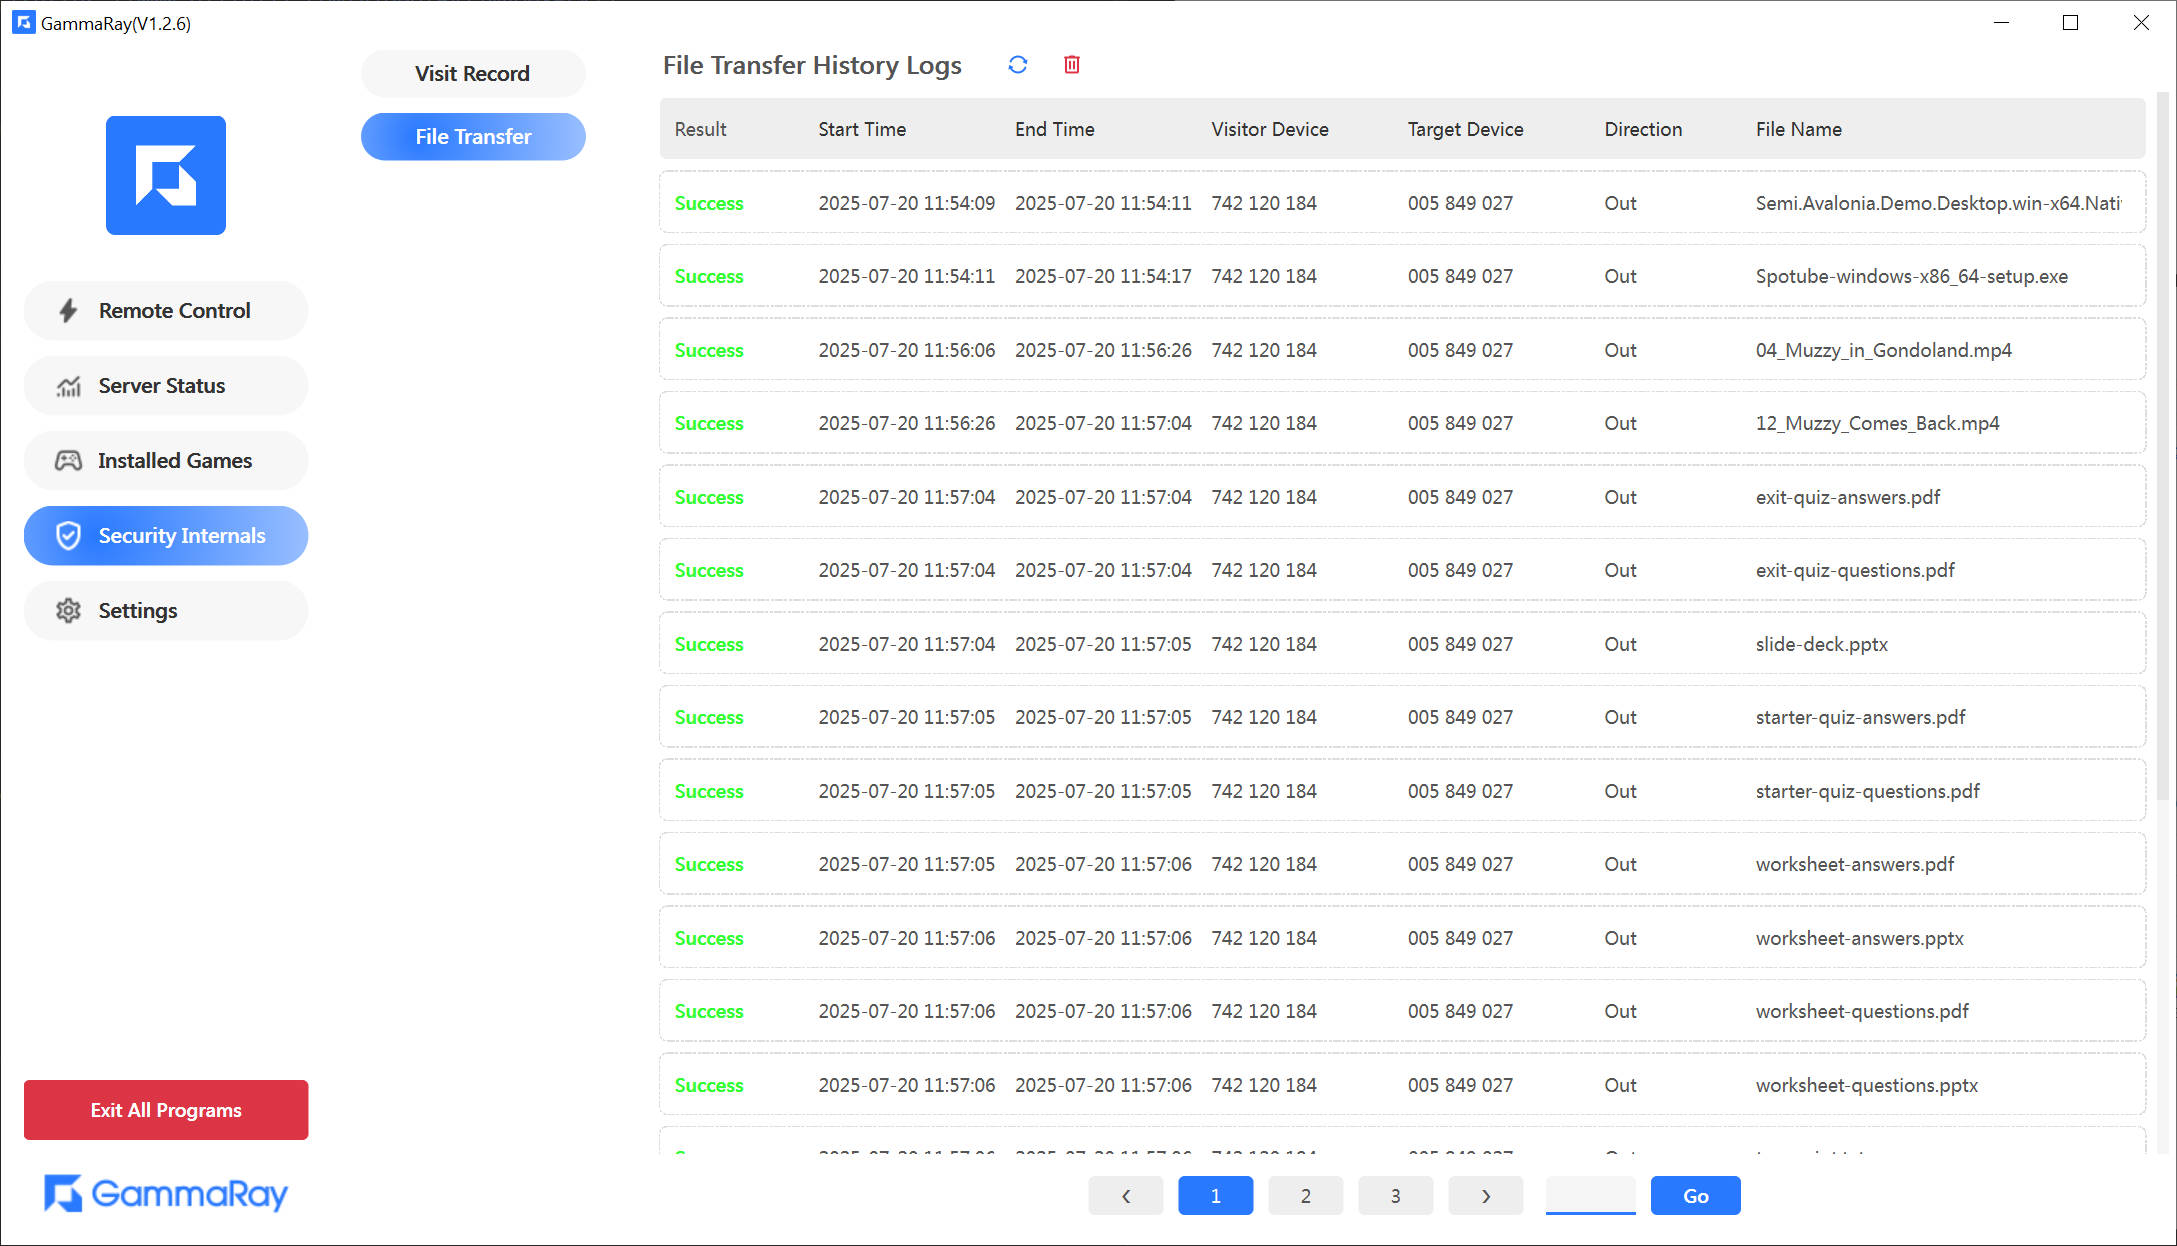 GammaRay(V1.2.6)
Remote Control
Server Status
Installed Games
Security Internals
Settings
Exit All Programs
GammaRay
Visit Record
File Transfer
File Transfer History Logs
Result Start Time End Time Visitor Device Target Device Direction File Name
Success 2025-07-20 11:54:09 2025-07-20 11:54:11 742 120 184 005 849 027 Out Semi.Avalonia.Demo.Desktop.win-x64.Nati
Success 2025-07-20 11:54:11 2025-07-20 11:54:17 742 120 184 005 849 027 Out Spotube-windows-x86_64-setup.exe
Success 2025-07-20 11:56:06 2025-07-20 11:56:26 742 120 184 005 849 027 Out 04_Muzzy_in_Gondoland.mp4
Success 2025-07-20 11:56:26 2025-07-20 11:57:04 742 120 184 005 849 027 Out 12_Muzzy_Comes_Back.mp4
Success 2025-07-20 11:57:04 2025-07-20 11:57:04 742 120 184 005 849 027 Out exit-quiz-answers.pdf
Success 2025-07-20 11:57:04 2025-07-20 11:57:04 742 120 184 005 849 027 Out exit-quiz-questions.pdf
Success 2025-07-20 11:57:04 2025-07-20 11:57:05 742 120 184 005 849 027 Out slide-deck.pptx
Success 2025-07-20 11:57:05 2025-07-20 11:57:05 742 120 184 005 849 027 Out starter-quiz-answers.pdf
Success 2025-07-20 11:57:05 2025-07-20 11:57:05 742 120 184 005 849 027 Out starter-quiz-questions.pdf
Success 2025-07-20 11:57:05 2025-07-20 11:57:06 742 120 184 005 849 027 Out worksheet-answers.pdf
Success 2025-07-20 11:57:06 2025-07-20 11:57:06 742 120 184 005 849 027 Out worksheet-answers.pptx
Success 2025-07-20 11:57:06 2025-07-20 11:57:06 742 120 184 005 849 027 Out worksheet-questions.pdf
Success 2025-07-20 11:57:06 2025-07-20 11:57:06 742 120 184 005 849 027 Out worksheet-questions.pptx
1 2 3 Go